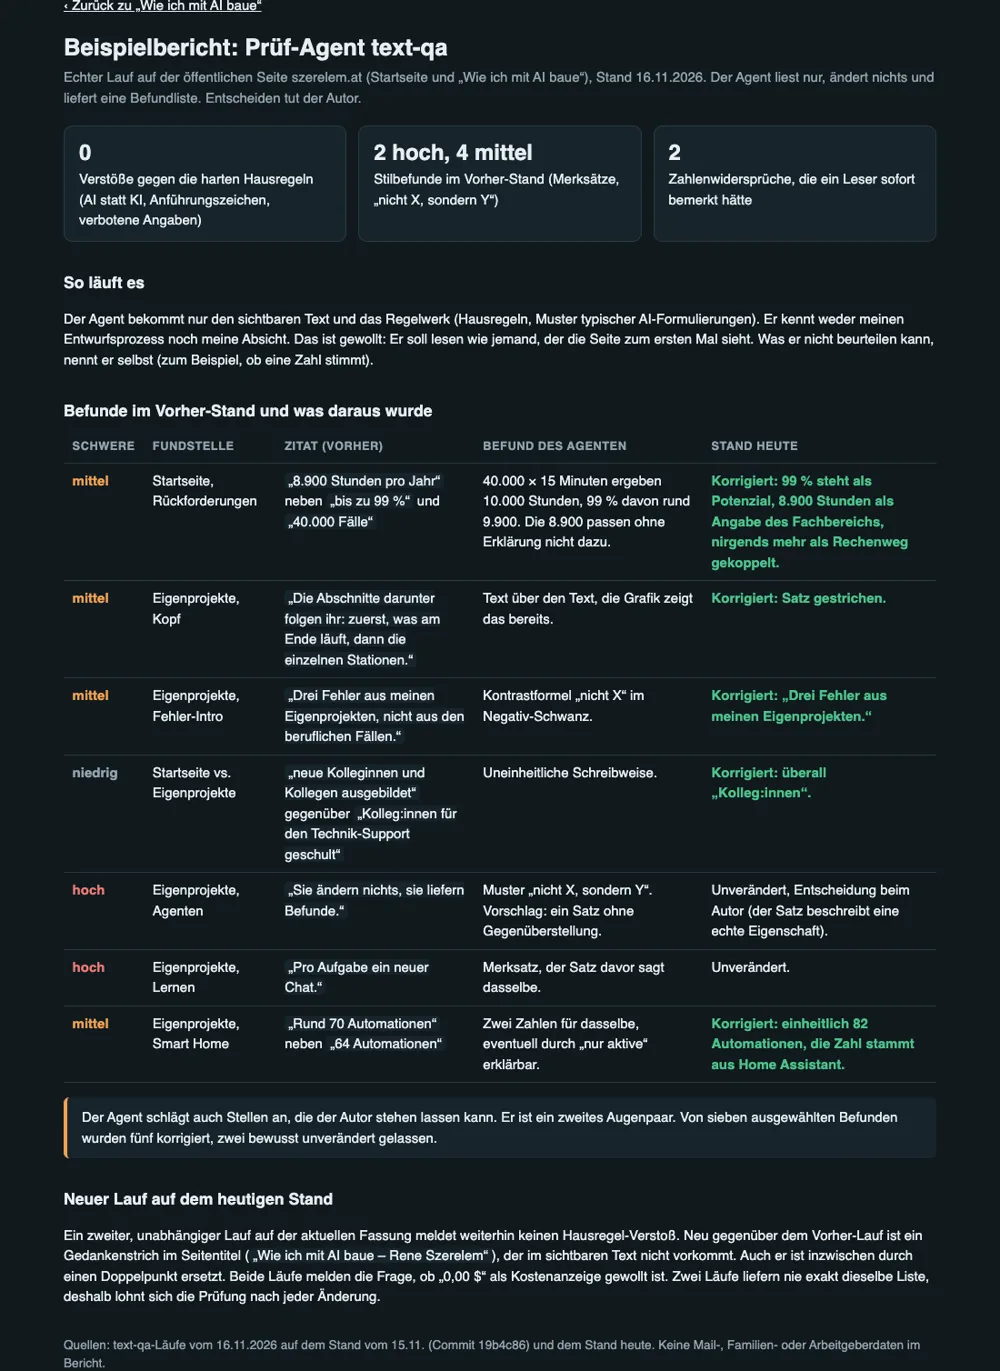 ‹ Zurück zu „Wie ich mit AI baue“
Beispielbericht: Prüf-Agent text-qa
Echter Lauf auf der öffentlichen Seite szerelem.at (Startseite und „Wie ich mit AI baue“), Stand 16.11.2026. Der Agent liest nur, ändert nichts und
liefert eine Befundliste. Entscheiden tut der Autor.
0
Verstöße gegen die harten Hausregeln
(AI statt KI, Anführungszeichen,
verbotene Angaben)
2 hoch, 4 mittel
Stilbefunde im Vorher-Stand (Merksätze,
„nicht X, sondern Y“)
2
Zahlenwidersprüche, die ein Leser sofort
bemerkt hätte
So läuft es
Der Agent bekommt nur den sichtbaren Text und das Regelwerk (Hausregeln, Muster typischer AI-Formulierungen). Er kennt weder meinen
Entwurfsprozess noch meine Absicht. Das ist gewollt: Er soll lesen wie jemand, der die Seite zum ersten Mal sieht. Was er nicht beurteilen kann,
nennt er selbst (zum Beispiel, ob eine Zahl stimmt).
Befunde im Vorher-Stand und was daraus wurde
SCHWERE FUNDSTELLE ZITAT (VORHER) BEFUND DES AGENTEN STAND HEUTE
mittel
Startseite,
Rückforderungen
„8.900 Stunden pro Jahr“
neben „bis zu 99 %“ und
„40.000 Fälle“
40.000 × 15 Minuten ergeben
10.000 Stunden, 99 % davon rund
9.900. Die 8.900 passen ohne
Erklärung nicht dazu.
Korrigiert: 99 % steht als
Potenzial, 8.900 Stunden als
Angabe des Fachbereichs,
nirgends mehr als Rechenweg
gekoppelt.
mittel
Eigenprojekte,
Kopf
„Die Abschnitte darunter
folgen ihr: zuerst, was am
Ende läuft, dann die
einzelnen Stationen.“
Text über den Text, die Grafik zeigt
das bereits.
Korrigiert: Satz gestrichen.
mittel
Eigenprojekte,
Fehler-Intro
„Drei Fehler aus meinen
Eigenprojekten, nicht aus den
beruflichen Fällen.“
Kontrastformel „nicht X“ im
Negativ-Schwanz.
Korrigiert: „Drei Fehler aus
meinen Eigenprojekten.“
niedrig
Startseite vs.
Eigenprojekte
„neue Kolleginnen und
Kollegen ausgebildet“
gegenüber „Kolleg:innen für
den Technik-Support
geschult“
Uneinheitliche Schreibweise.
Korrigiert: überall
„Kolleg:innen“.
hoch
Eigenprojekte,
Agenten
„Sie ändern nichts, sie liefern
Befunde.“
Muster „nicht X, sondern Y“.
Vorschlag: ein Satz ohne
Gegenüberstellung.
Unverändert, Entscheidung beim
Autor (der Satz beschreibt eine
echte Eigenschaft).
hoch
Eigenprojekte,
Lernen
„Pro Aufgabe ein neuer
Chat.“
Merksatz, der Satz davor sagt
dasselbe.
Unverändert.
mittel
Eigenprojekte,
Smart Home
„Rund 70 Automationen“
neben „64 Automationen“
Zwei Zahlen für dasselbe,
eventuell durch „nur aktive“
erklärbar.
Korrigiert: einheitlich 82
Automationen, die Zahl stammt
aus Home Assistant.
Der Agent schlägt auch Stellen an, die der Autor stehen lassen kann. Er ist ein zweites Augenpaar. Von sieben ausgewählten Befunden
wurden fünf korrigiert, zwei bewusst unverändert gelassen.
Neuer Lauf auf dem heutigen Stand
Ein zweiter, unabhängiger Lauf auf der aktuellen Fassung meldet weiterhin keinen Hausregel-Verstoß. Neu gegenüber dem Vorher-Lauf ist ein
Gedankenstrich im Seitentitel ( „Wie ich mit AI baue – Rene Szerelem“ ), der im sichtbaren Text nicht vorkommt. Auch er ist inzwischen durch
einen Doppelpunkt ersetzt. Beide Läufe melden die Frage, ob „0,00 $“ als Kostenanzeige gewollt ist. Zwei Läufe liefern nie exakt dieselbe Liste,
deshalb lohnt sich die Prüfung nach jeder Änderung.
Quellen: text-qa-Läufe vom 16.11.2026 auf dem Stand vom 15.11. (Commit 19b4c86) und dem Stand heute. Keine Mail-, Familien- oder Arbeitgeberdaten im
Bericht.